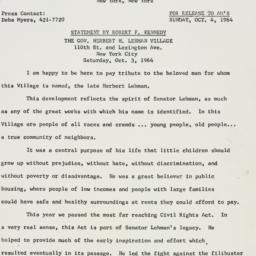 New York, New York
Press Contact:
Debs Myers, 421-7720
FOR RELEASE TO AM'S
SUNDAY, OCT. 4, 1964
STATEMENT BY ROBERT F. KENNEDY
THE GOV. HERBERT H. LEHMAN VILLAGE
110th St. and Lexington Ave.
New York City
Saturday, Oct. 3, 1964
I am happy to be here to pay tribute to the beloved man for whom
this Village is named, the late Herbert Lehman.
This development reflects the spirit of Senator Lehman, as much
as any of the great works with which his name is identified. In this
Village are people of all races and creeds ... young people, old people...
a true community of neighbors.
It was a central purpose of his life that little children should
grow up without prejudice, without hate, without discrimination, and
without poverty or disadvantage. He was a great believer in public
housing, where people of low incomes and people with large families
could have safe and healthy surroundings at rents they could afford to pay.
This year we passed the most far reaching Civil Rights Act. In
a very real sense, this Act is part of Senator Lehman's legacy. He
helped to provide much of the early inspiration and effort which
resulted eventually in its passage. He led the fight against the filibuster